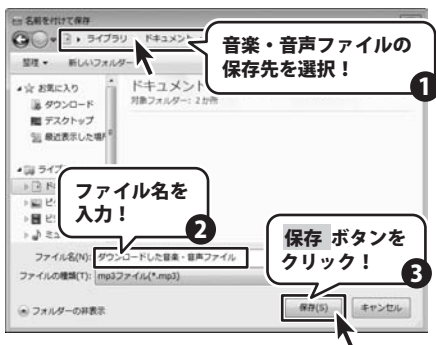 名前を付けて保存
ライブラリ ▸ ドキュメント
音楽・音声ファイルの
保存先を選択！
1
整理 ▾ 新しいフォルダー
お気に入り
ダウンロード
デスクトップ
最近表示した場所
ドキュメント
対象フォルダー: 2 か所
ファイル名を
入力！
2
保存 ボタンを
クリック！
3
ファイル名(N): ダウンロードした音楽・音声ファイル
ファイルの種類(T): mp3ファイル(*.mp3)
フォルダーの非表示
保存(S)
キャンセル